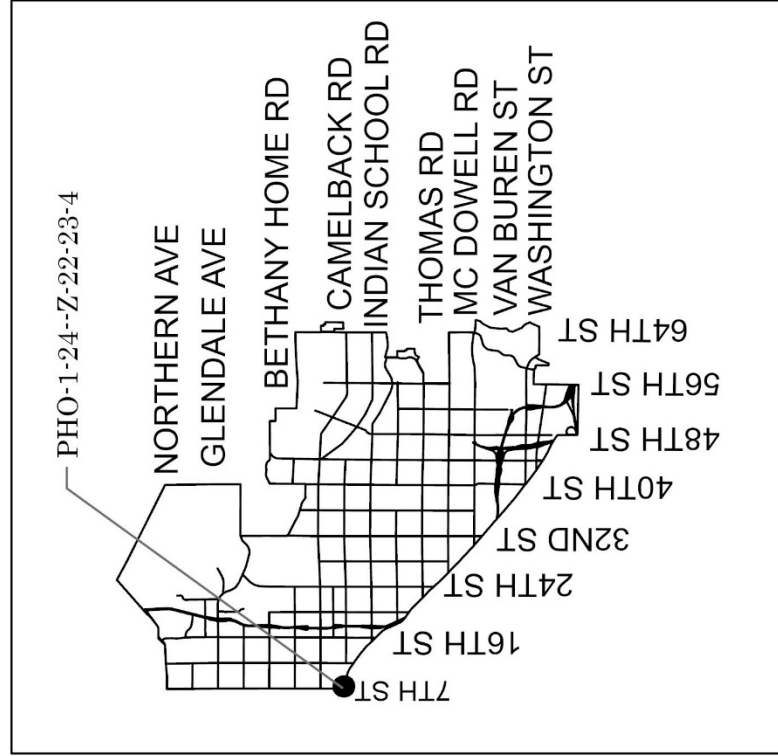 PHO-1-24--Z-22-23-4
NORTHERN AVE
GLENDALE AVE
BETHANY HOME RD
CAMELBACK RD
INDIAN SCHOOL RD
THOMAS RD
MC DOWELL RD
VAN BUREN ST
WASHINGTON ST
7TH ST
16TH ST
24TH ST
32ND ST
40TH ST
48TH ST
56TH ST
64TH ST